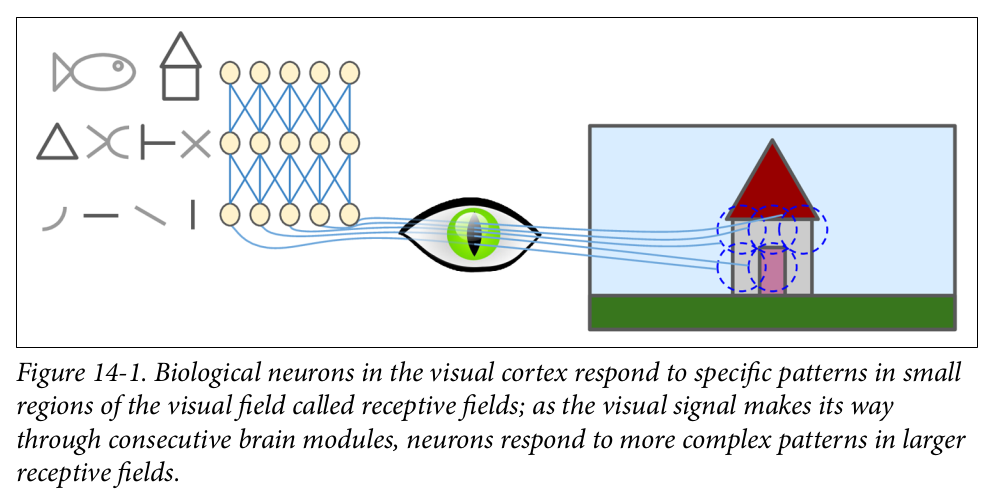 Figure 14-1. Biological neurons in the visual cortex respond to specific patterns in small
regions of the visual field called receptive fields; as the visual signal makes its way
through consecutive brain modules, neurons respond to more complex patterns in larger
receptive fields.